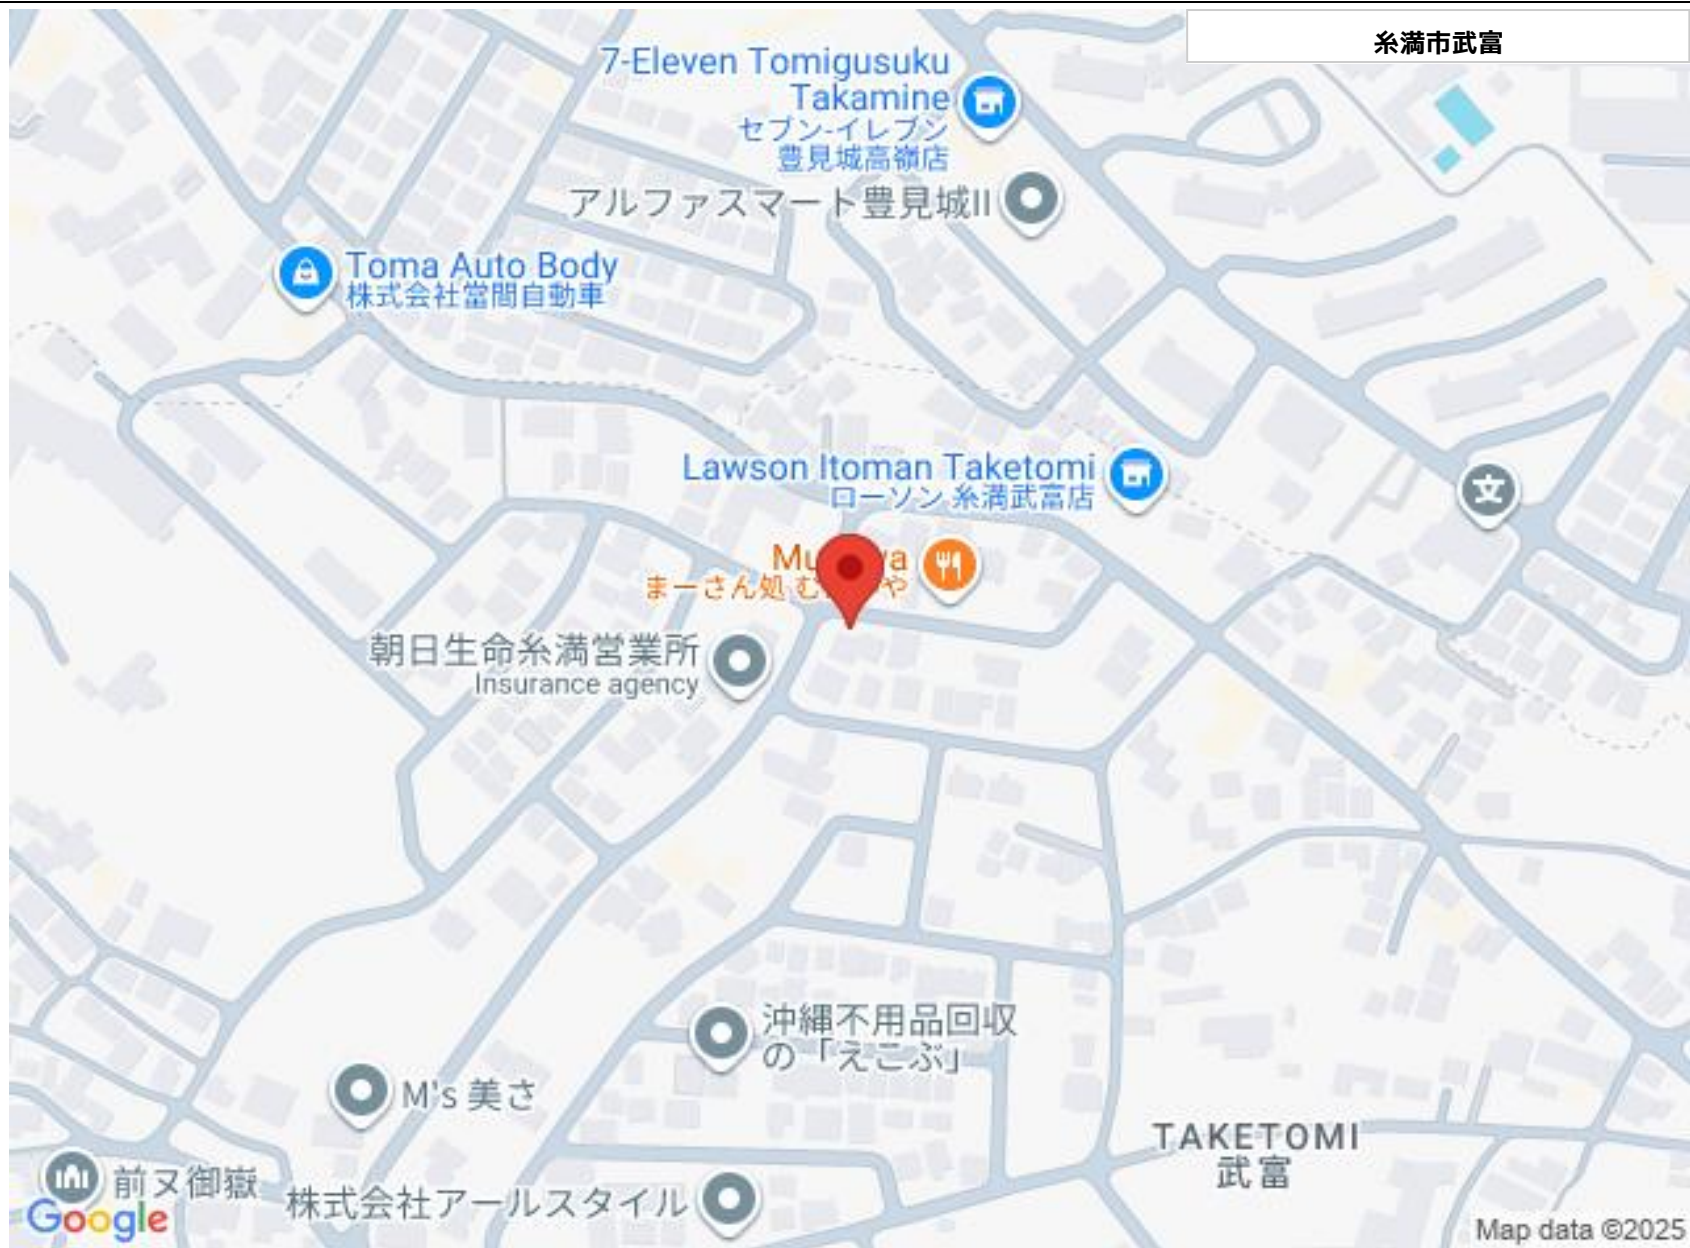 糸満市武富
7-Eleven Tomigusuku
Takamine
セブン-イレブン
豊見城高嶺店
アルファスマート豊見城II
Toma Auto Body
株式会社當間自動車
Lawson Itoman Taketomi
ローソン 糸満武富店
まーさん処
朝日生命糸満営業所
Insurance agency
文
沖縄不用品回収
の「えこぶ」
M's 美さ
TAKETOMI
武富
前ヌ御嶽
株式会社アールスタイル
Google
Map data ©2025